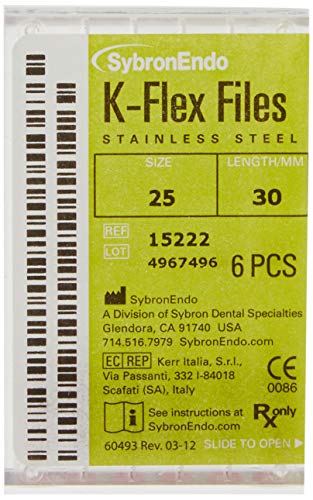 SybronEndo
K-Flex Files
STAINLESS STEEL
SIZE LENGTH/MM
25 30
REF 15222
LOT 4967496 6 PCS
SybronEndo
A Division of Sybron Dental Specialties
Glendora, CA 91740 USA
714.516.7979 SybronEndo.com
EC REP Kerr Italia, S.r.l.,
Via Passanti, 332 I-84018
Scafati (SA), Italy
CE 0086
i See instructions at
SybronEndo.com
Rx only
60493 Rev. 03-12 SLIDE TO OPEN